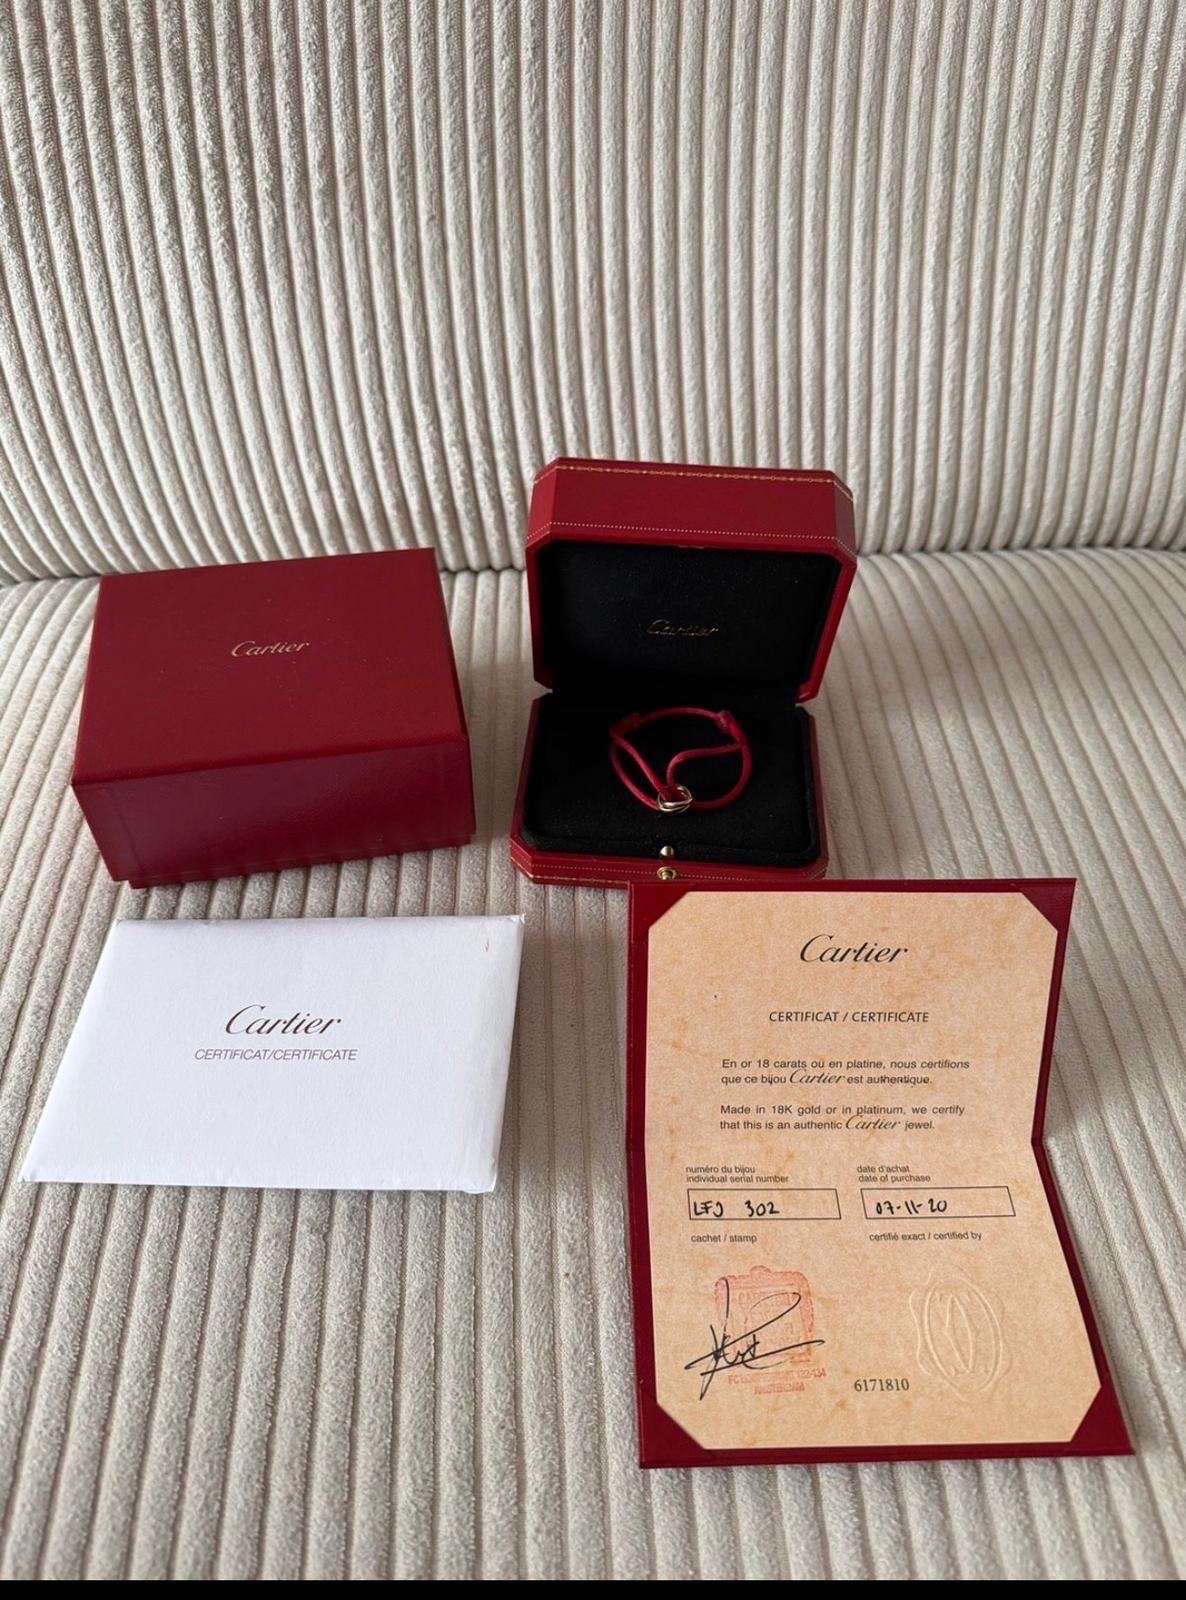 Cartier
Cartier
Cartier
CERTIFICAT/CERTIFICATE
Cartier
CERTIFICAT / CERTIFICATE
En or 18 carats ou en platine, nous certifions
que ce bijou Cartier est authentique.
Made in 18K gold or in platinum, we certify
that this is an authentic Cartier jewel.
numéro du bijou
individual serial number
date d'achat
date of purchase
LFJ 302
07-11-20
cachet / stamp
certifié exact / certified by
132-134
AMSTERDAM
6171810